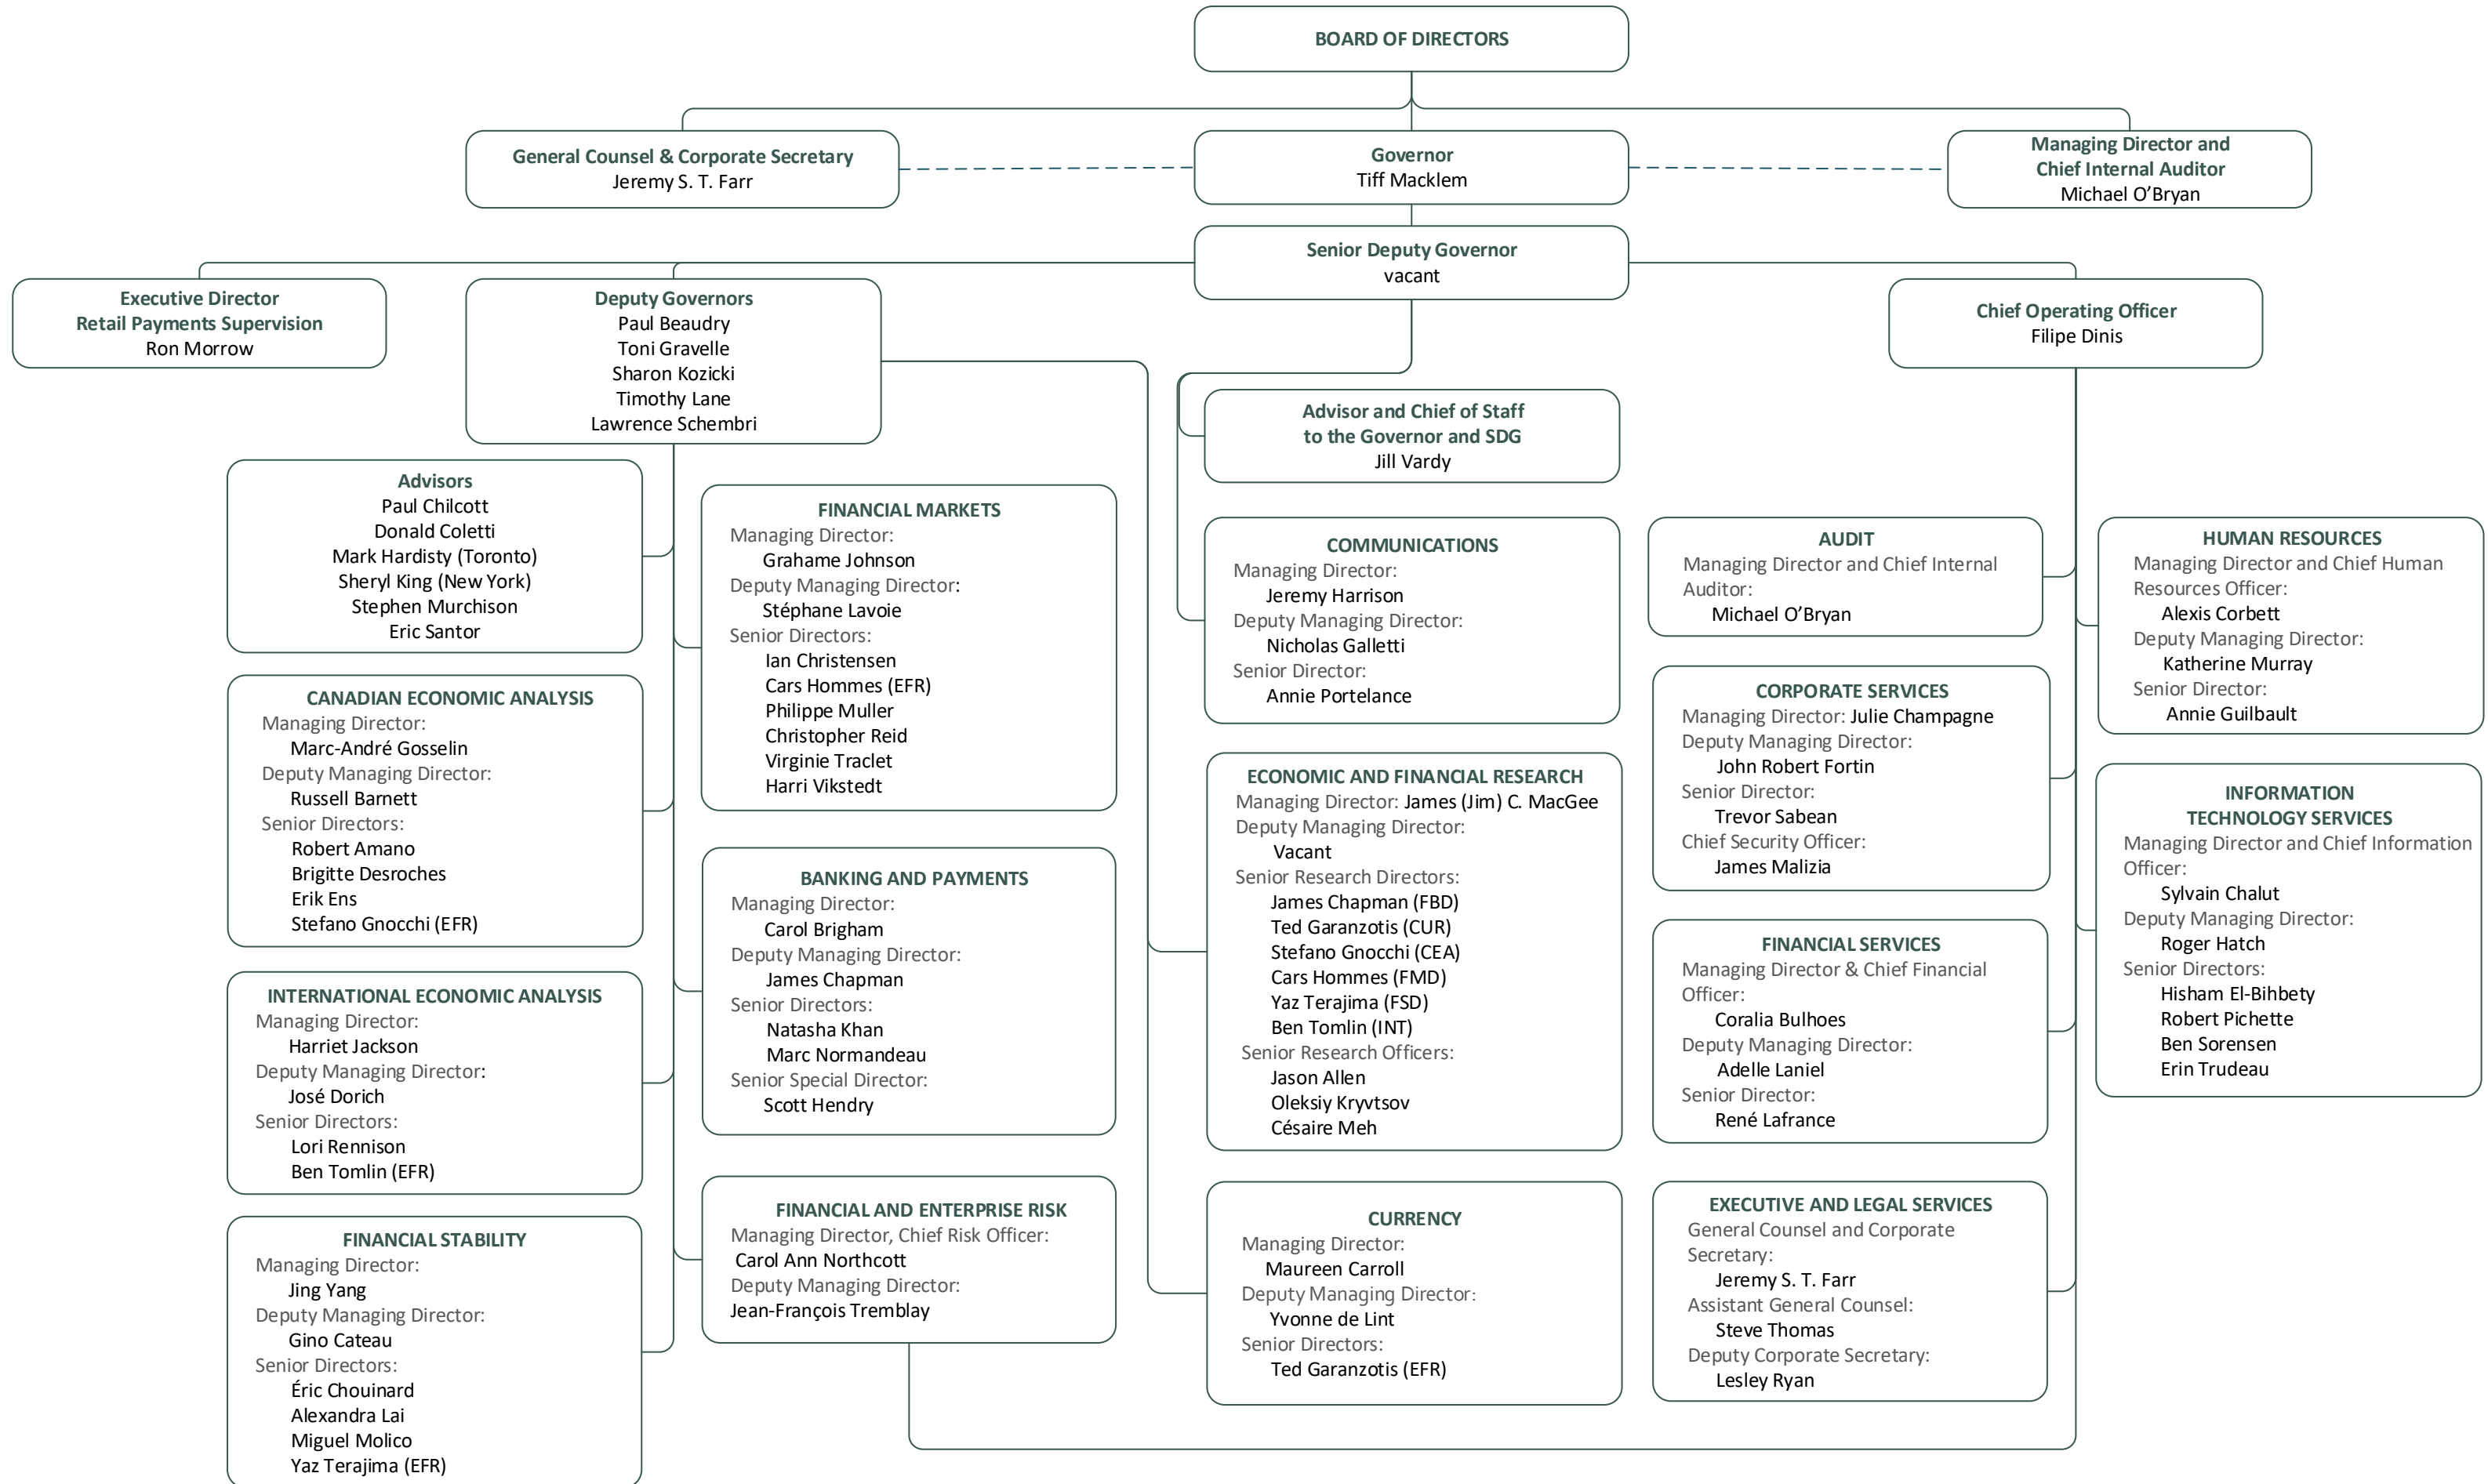 BOARD OF DIRECTORS
General Counsel & Corporate Secretary
Jeremy S. T. Farr
Governor
Tiff Macklem
Managing Director and
Chief Internal Auditor
Michael O’Bryan
Senior Deputy Governor
vacant
Executive Director
Retail Payments Supervision
Ron Morrow
Deputy Governors
Paul Beaudry
Toni Gravelle
Sharon Kozicki
Timothy Lane
Lawrence Schembri
Chief Operating Officer
Filipe Dinis
Advisor and Chief of Staff
to the Governor and SDG
Jill Vardy
Advisors
Paul Chilcott
Donald Coletti
Mark Hardisty (Toronto)
Sheryl King (New York)
Stephen Murchison
Eric Santor
CANADIAN ECONOMIC ANALYSIS
Managing Director:
Marc-André Gosselin
Deputy Managing Director:
Russell Barnett
Senior Directors:
Robert Amano
Brigitte Desroches
Erik Ens
Stefano Gnocchi (EFR)
INTERNATIONAL ECONOMIC ANALYSIS
Managing Director:
Harriet Jackson
Deputy Managing Director:
José Dorich
Senior Directors:
Lori Rennison
Ben Tomlin (EFR)
FINANCIAL STABILITY
Managing Director:
Jing Yang
Deputy Managing Director:
Gino Cateau
Senior Directors:
Éric Chouinard
Alexandra Lai
Miguel Molico
Yaz Terajima (EFR)
FINANCIAL MARKETS
Managing Director:
Grahame Johnson
Deputy Managing Director:
Stéphane Lavoie
Senior Directors:
Ian Christensen
Cars Hommes (EFR)
Philippe Muller
Christopher Reid
Virginie Traclet
Harri Vikstedt
BANKING AND PAYMENTS
Managing Director:
Carol Brigham
Deputy Managing Director:
James Chapman
Senior Directors:
Natasha Khan
Marc Normandeau
Senior Special Director:
Scott Hendry
FINANCIAL AND ENTERPRISE RISK
Managing Director, Chief Risk Officer:
Carol Ann Northcott
Deputy Managing Director:
Jean-François Tremblay
COMMUNICATIONS
Managing Director:
Jeremy Harrison
Deputy Managing Director:
Nicholas Galletti
Senior Director:
Annie Portelance
ECONOMIC AND FINANCIAL RESEARCH
Managing Director: James (Jim) C. MacGee
Deputy Managing Director:
Vacant
Senior Research Directors:
James Chapman (FBD)
Ted Garanzotis (CUR)
Stefano Gnocchi (CEA)
Cars Hommes (FMD)
Yaz Terajima (FSD)
Ben Tomlin (INT)
Senior Research Officers:
Jason Allen
Oleksiy Kryvtsov
Césaire Meh
CURRENCY
Managing Director:
Maureen Carroll
Deputy Managing Director:
Yvonne de Lint
Senior Directors:
Ted Garanzotis (EFR)
AUDIT
Managing Director and Chief Internal
Auditor:
Michael O’Bryan
CORPORATE SERVICES
Managing Director: Julie Champagne
Deputy Managing Director:
John Robert Fortin
Senior Director:
Trevor Sabean
Chief Security Officer:
James Malizia
FINANCIAL SERVICES
Managing Director & Chief Financial
Officer:
Coralia Bulhoes
Deputy Managing Director:
Adelle Laniel
Senior Director:
René Lafrance
EXECUTIVE AND LEGAL SERVICES
General Counsel and Corporate
Secretary:
Jeremy S. T. Farr
Assistant General Counsel:
Steve Thomas
Deputy Corporate Secretary:
Lesley Ryan
HUMAN RESOURCES
Managing Director and Chief Human
Resources Officer:
Alexis Corbett
Deputy Managing Director:
Katherine Murray
Senior Director:
Annie Guilbault
INFORMATION
TECHNOLOGY SERVICES
Managing Director and Chief Information
Officer:
Sylvain Chalut
Deputy Managing Director:
Roger Hatch
Senior Directors:
Hisham El-Bihbety
Robert Pichette
Ben Sorensen
Erin Trudeau